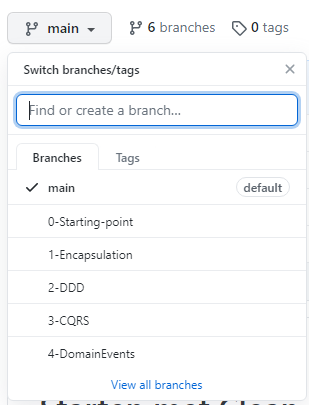 main
6 branches
0 tags
Switch branches/tags
Find or create a branch...
Branches
Tags
main
default
0-Starting-point
1-Encapsulation
2-DDD
3-CQRS
4-DomainEvents
View all branches